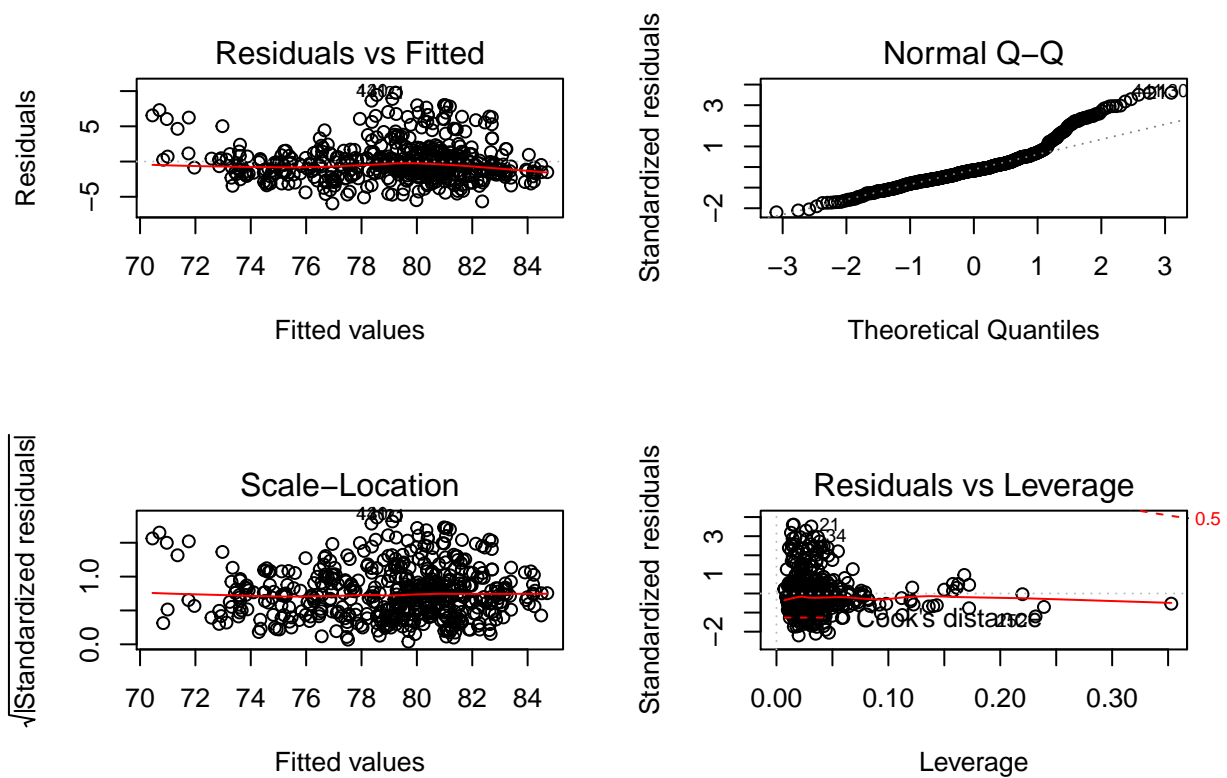 Residuals vs Fitted
Residuals
5
−5
70 72 74 76 78 80 82 84
Fitted values
Normal Q−Q
Standardized residuals
3
1
−2
−3 −2 −1 0 1 2 3
Theoretical Quantiles
Scale−Location
√|Standardized residuals|
1.0
0.0
70 72 74 76 78 80 82 84
Fitted values
Residuals vs Leverage
Standardized residuals
3
1
−2
21
34
0.5
Cook's distance
0.00 0.10 0.20 0.30
Leverage